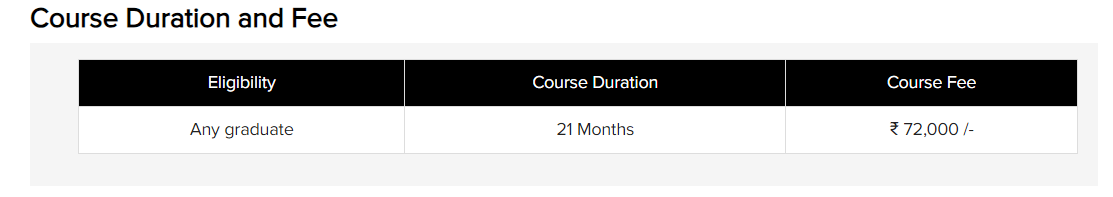 Course Duration and Fee
Eligibility Course Duration Course Fee
Any graduate 21 Months ₹ 72,000 /-